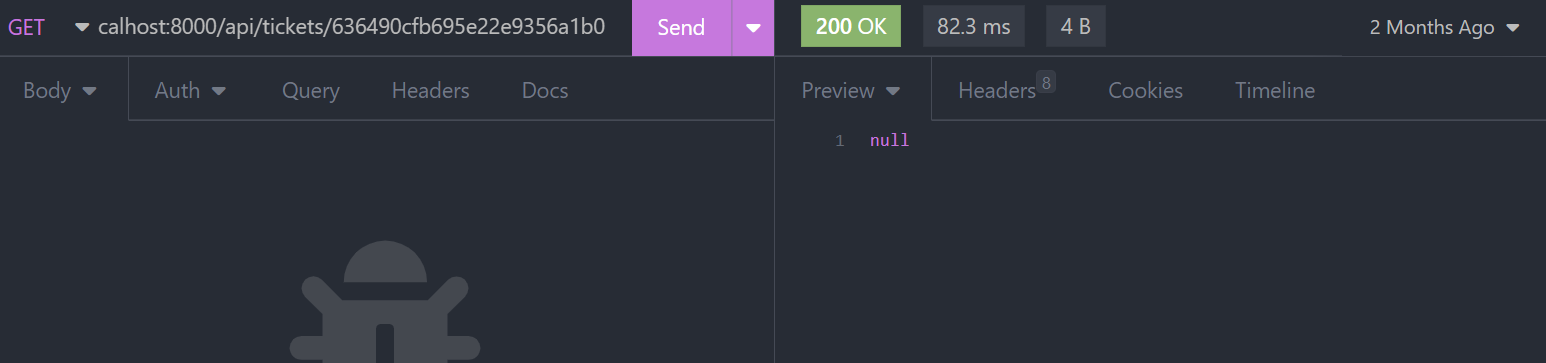 GET calhost:8000/api/tickets/636490cfb695e22e9356a1b0 Send 200 OK 82.3 ms 4 B 2 Months Ago
Body Auth Query Headers Docs Preview Headers 8 Cookies Timeline
1 null